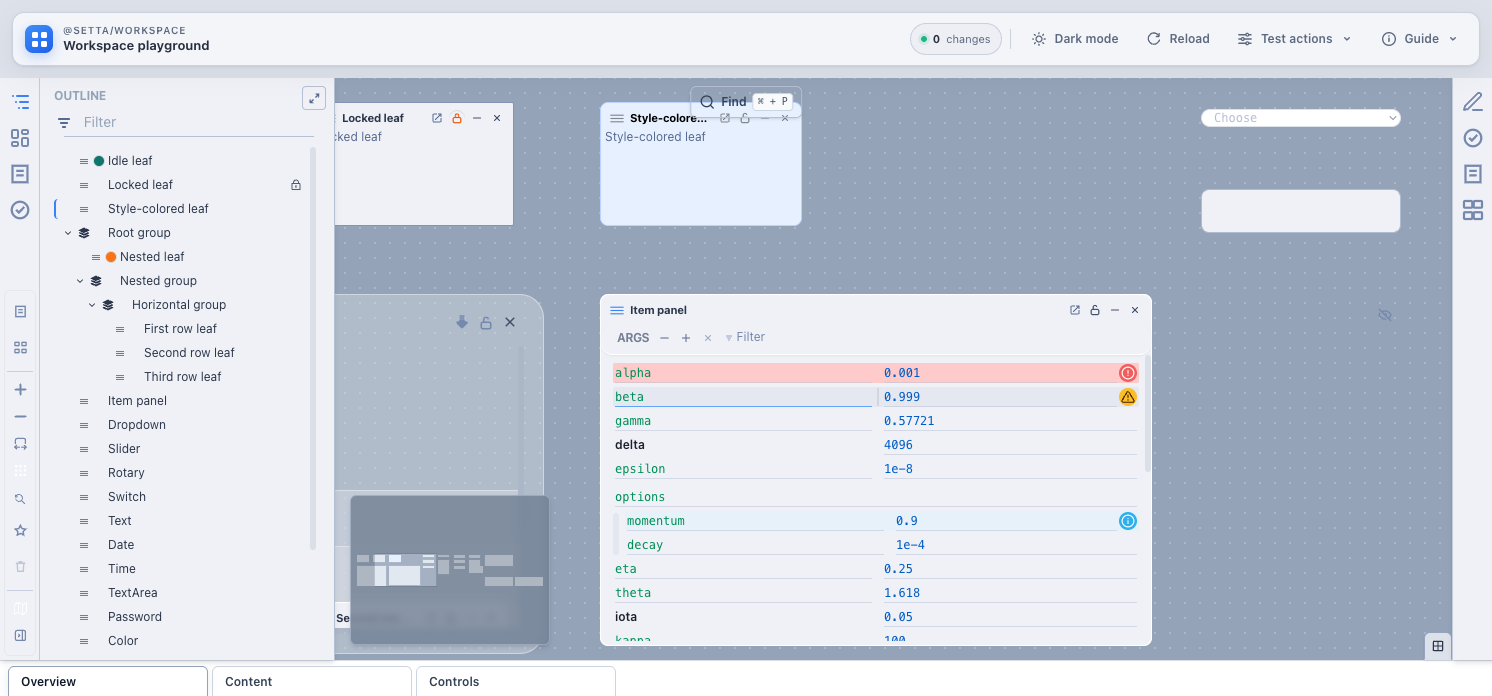 @SETTA/WORKSPACE
Workspace playground
0 changes
Dark mode
Reload
Test actions
Guide
OUTLINE
Filter
Idle leaf
Locked leaf
Style-colored leaf
Root group
Nested leaf
Nested group
Horizontal group
First row leaf
Second row leaf
Third row leaf
Item panel
Dropdown
Slider
Rotary
Switch
Text
Date
Time
TextArea
Password
Color
Locked leaf
cked leaf
Find ⌘ + P
Style-colore...
Style-colored leaf
Choose
Item panel
ARGS
Filter
alpha 0.001
beta 0.999
gamma 0.57721
delta 4096
epsilon 1e-8
options
momentum 0.9
decay 1e-4
eta 0.25
theta 1.618
iota 0.05
kappa 100
Se
Overview
Content
Controls